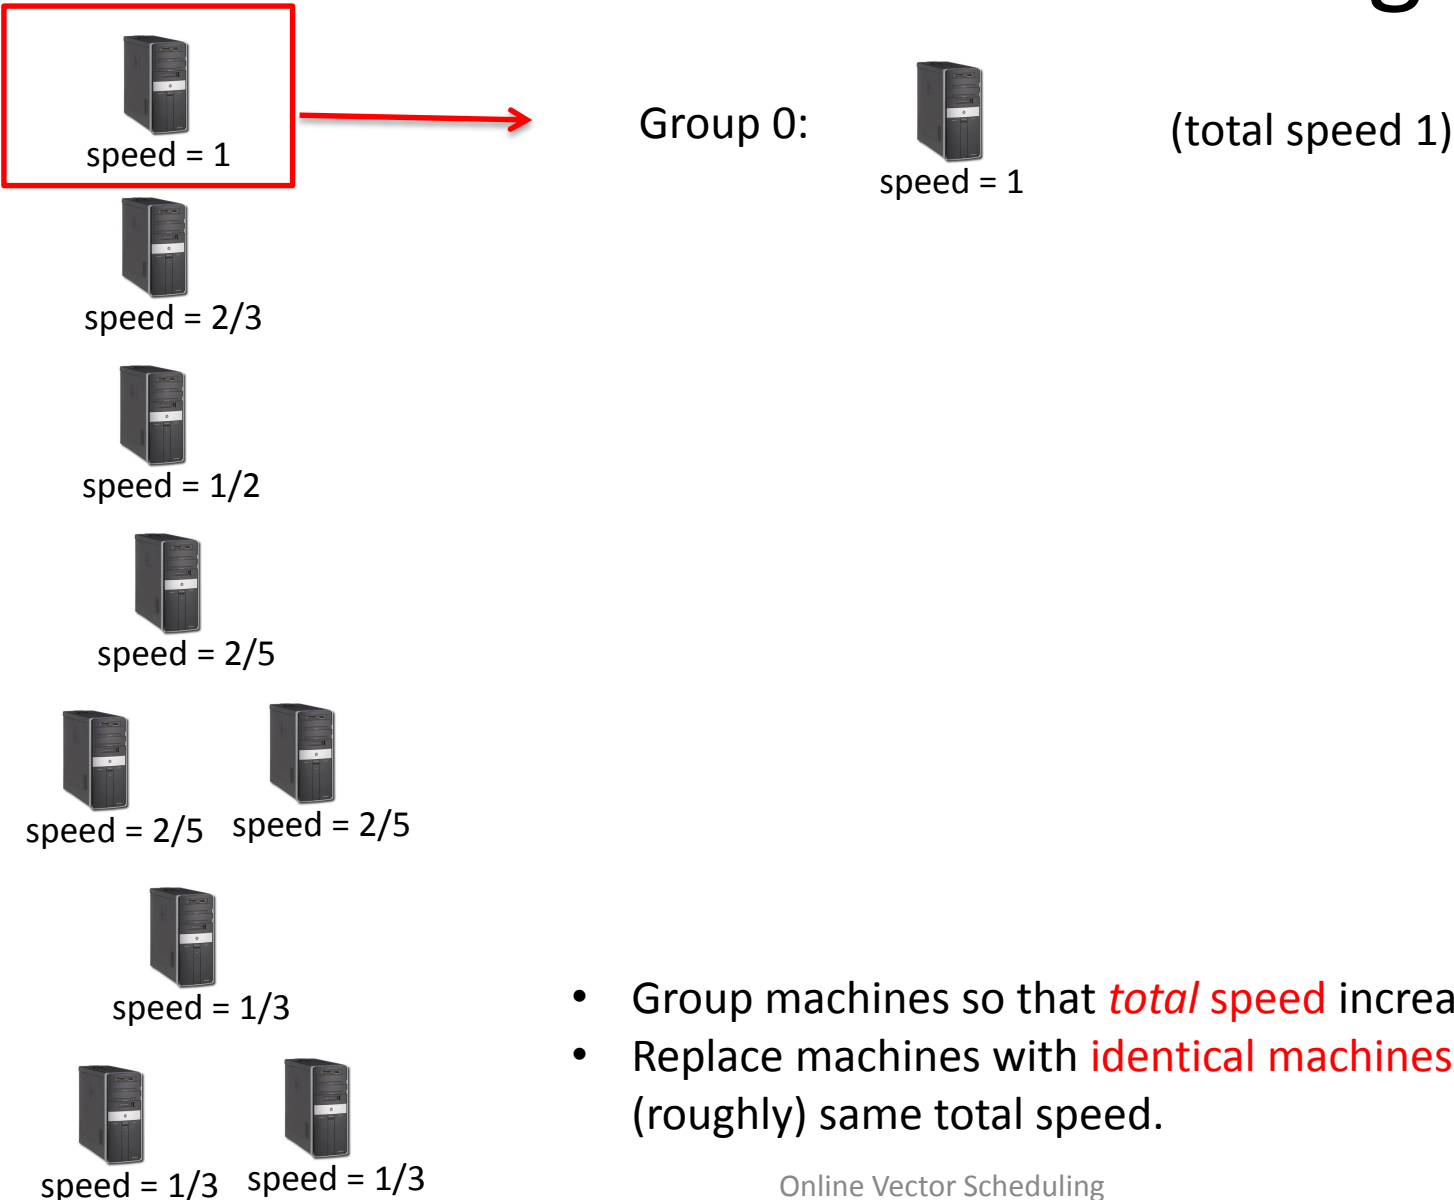 speed = 1
speed = 2/3
speed = 1/2
speed = 2/5
speed = 2/5 speed = 2/5
speed = 1/3
speed = 1/3 speed = 1/3
Group 0:
speed = 1
(total speed 1)
• Group machines so that total speed
• Replace machines with identical machines
(roughly) same total speed.
Online Vector Scheduling